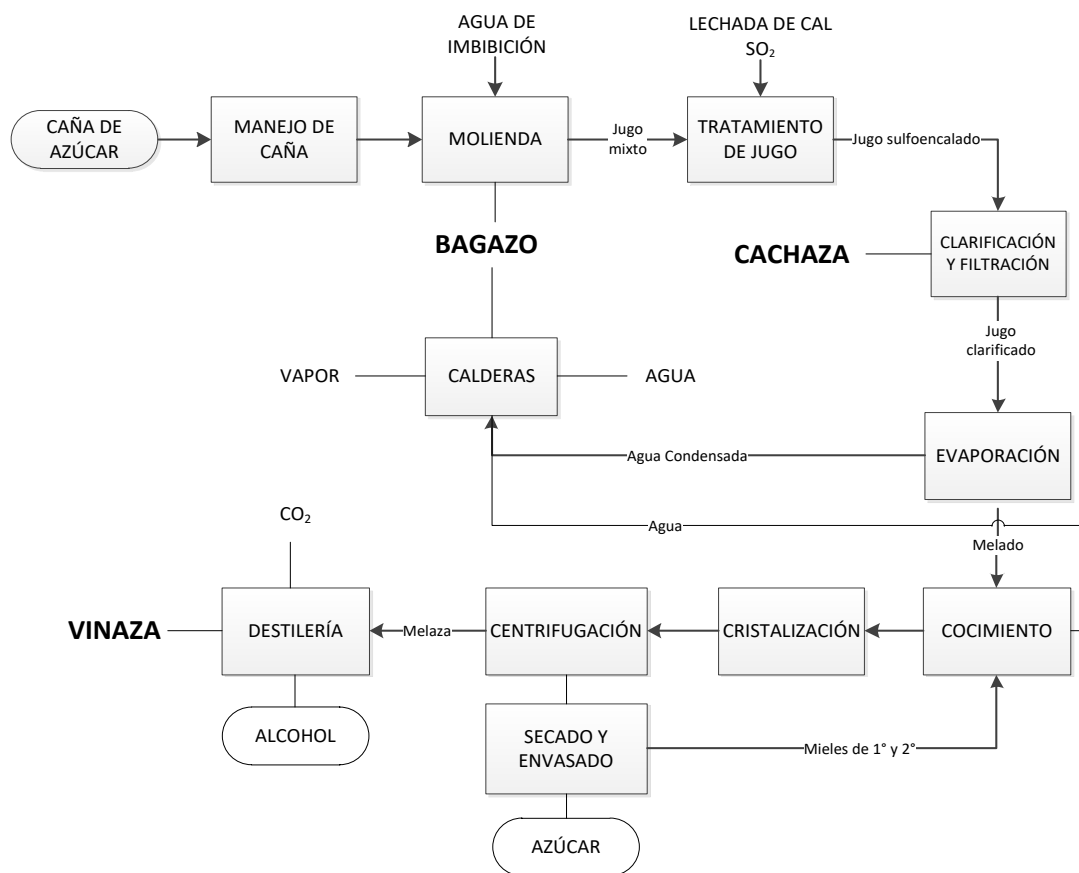 AGUA DE
IMBIBICIÓN
LECHADA DE CAL
SO₂
CAÑA DE
AZÚCAR
MANEJO DE
CAÑA
MOLIENDA
Jugo
mixto
TRATAMIENTO
DE JUGO
Jugo sulfoencalado
BAGAZO
CACHAZA
CLARIFICACIÓN
Y FILTRACIÓN
Jugo
clarificado
VAPOR
CALDERAS
AGUA
Agua Condensada
EVAPORACIÓN
CO₂
Agua
Melado
VINAZA
DESTILERÍA
Melaza
CENTRIFUGACIÓN
CRISTALIZACIÓN
COCIMIENTO
ALCOHOL
SECADO Y
ENVASADO
Mieles de 1° y 2°
AZÚCAR